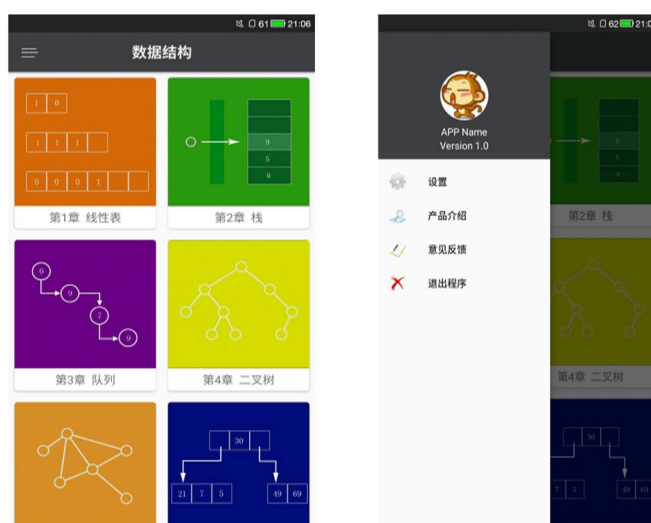 61 21:06
数据结构
1 0
1 1 1
0 0 0 1
9
5
9
第1章 线性表
第2章 栈
0
9
7
9
第3章 队列
第4章 二叉树
30
21 7 5
49 69
62 21:0
APP Name
Version 1.0
设置
产品介绍
意见反馈
退出程序
9
5
9
第2章 栈
第4章 二叉树
30
7 5
49 69